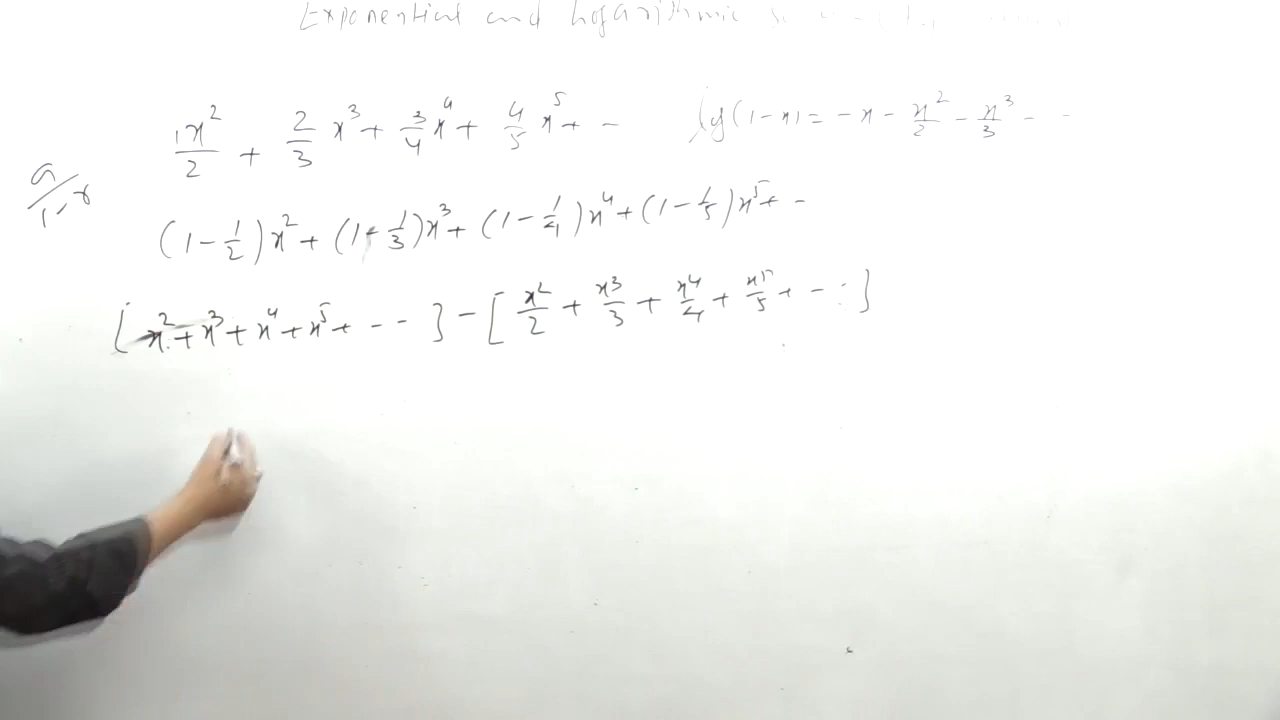 Exponential and Logarithmic
1x²/2 + 2/3 x³ + 3/4 x⁴ + 4/5 x⁵ + --
log(1-x) = -x - x²/2 - x³/3 - --
a/1-r
(1 - 1/2)x² + (1 - 1/3)x³ + (1 - 1/4)x⁴ + (1 - 1/5)x⁵ + --
[x² + x³ + x⁴ + x⁵ + ---] - [x²/2 + x³/3 + x⁴/4 + x⁵/5 + ---]